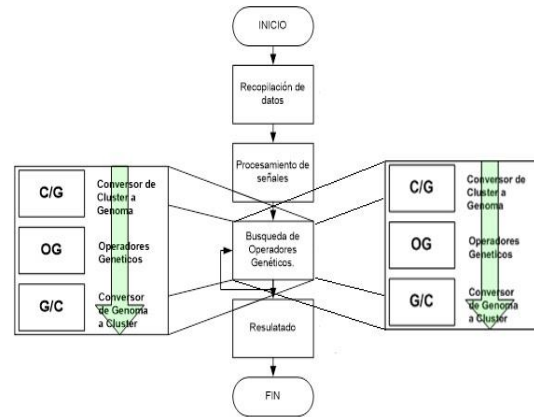 INICIO
Recopilación de
datos
Procesamiento de
señales
Busqueda de
Operadores
Genéticos.
Resulatado
FIN
C/G
Conversor de
Cluster a
Genoma
OG
Operadores
Geneticos
G/C
Conversor
de Genoma
a Cluster
C/G
Conversor de
Cluster a
Genoma
OG
Operadores
Geneticos
G/C
Conversor
de Genoma
a Cluster